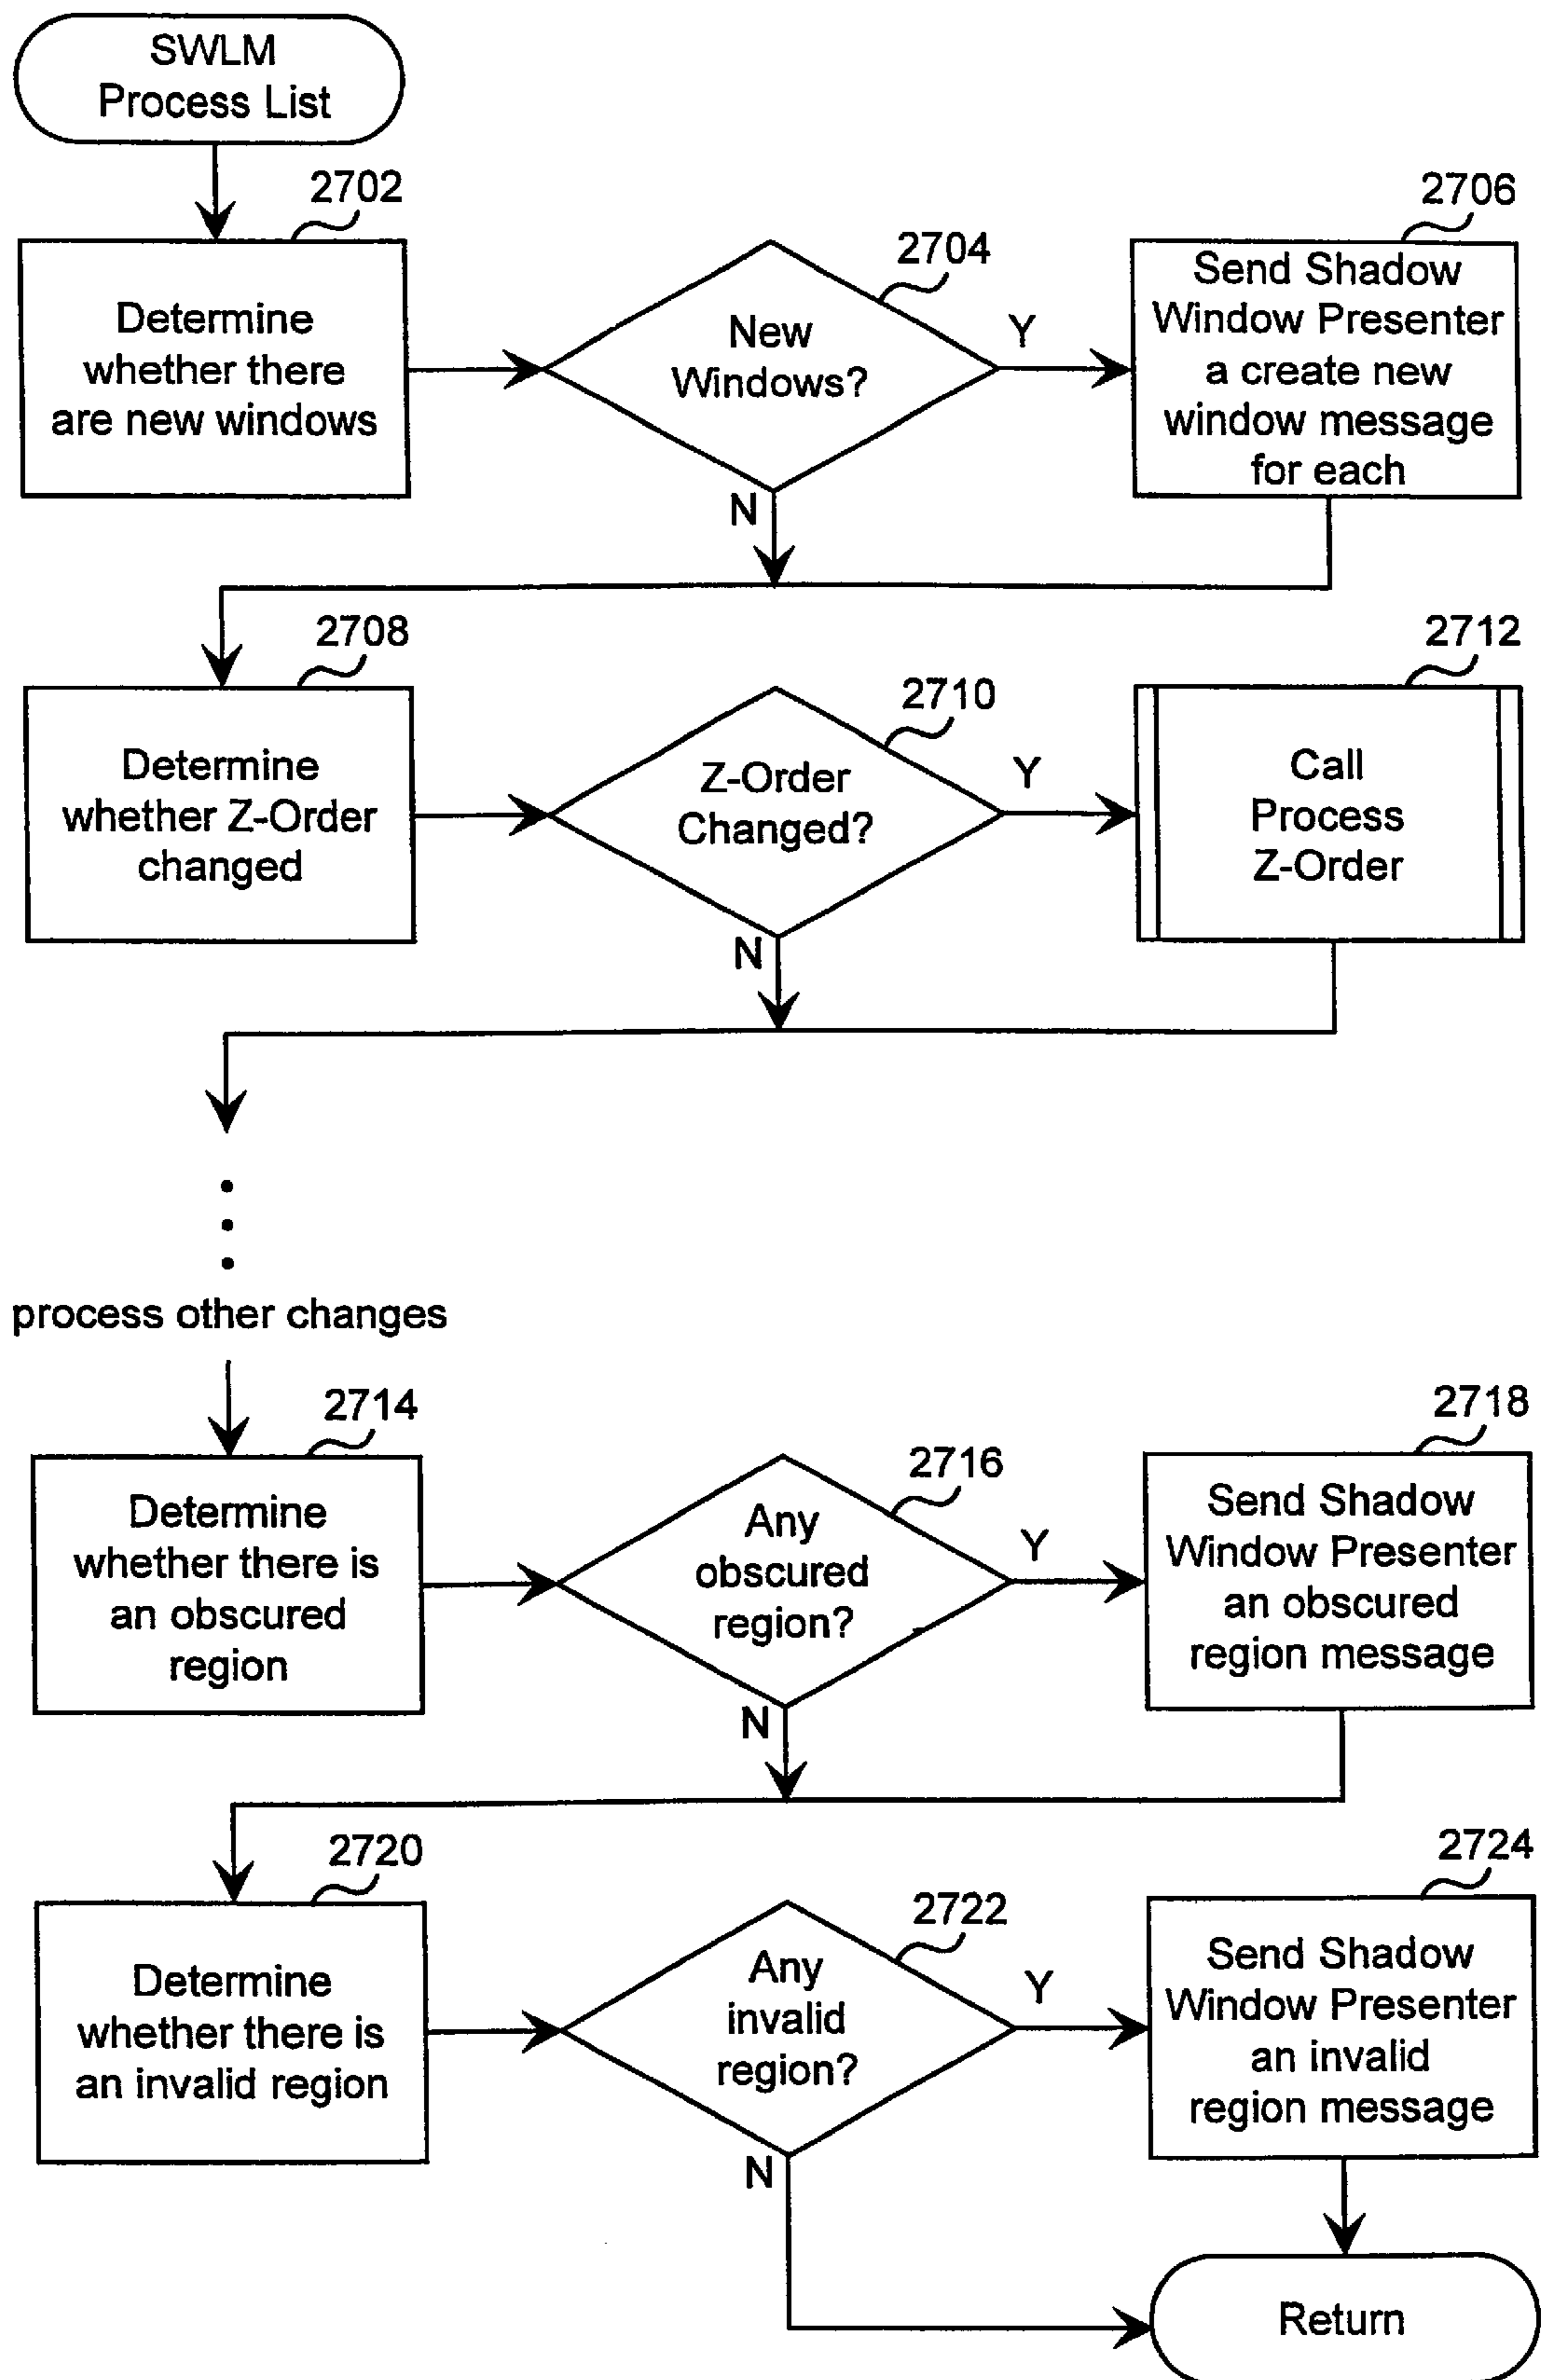 SWLM
Process List
2702
Determine
whether there
are new windows
2704
New
Windows?
Y
N
2706
Send Shadow
Window Presenter
a create new
window message
for each
2708
Determine
whether Z-Order
changed
2710
Z-Order
Changed?
Y
N
2712
Call
Process
Z-Order
process other changes
2714
Determine
whether there is
an obscured
region
2716
Any
obscured
region?
Y
N
2718
Send Shadow
Window Presenter
an obscured
region message
2720
Determine
whether there is
an invalid region
2722
Any
invalid
region?
Y
N
2724
Send Shadow
Window Presenter
an invalid
region message
Return